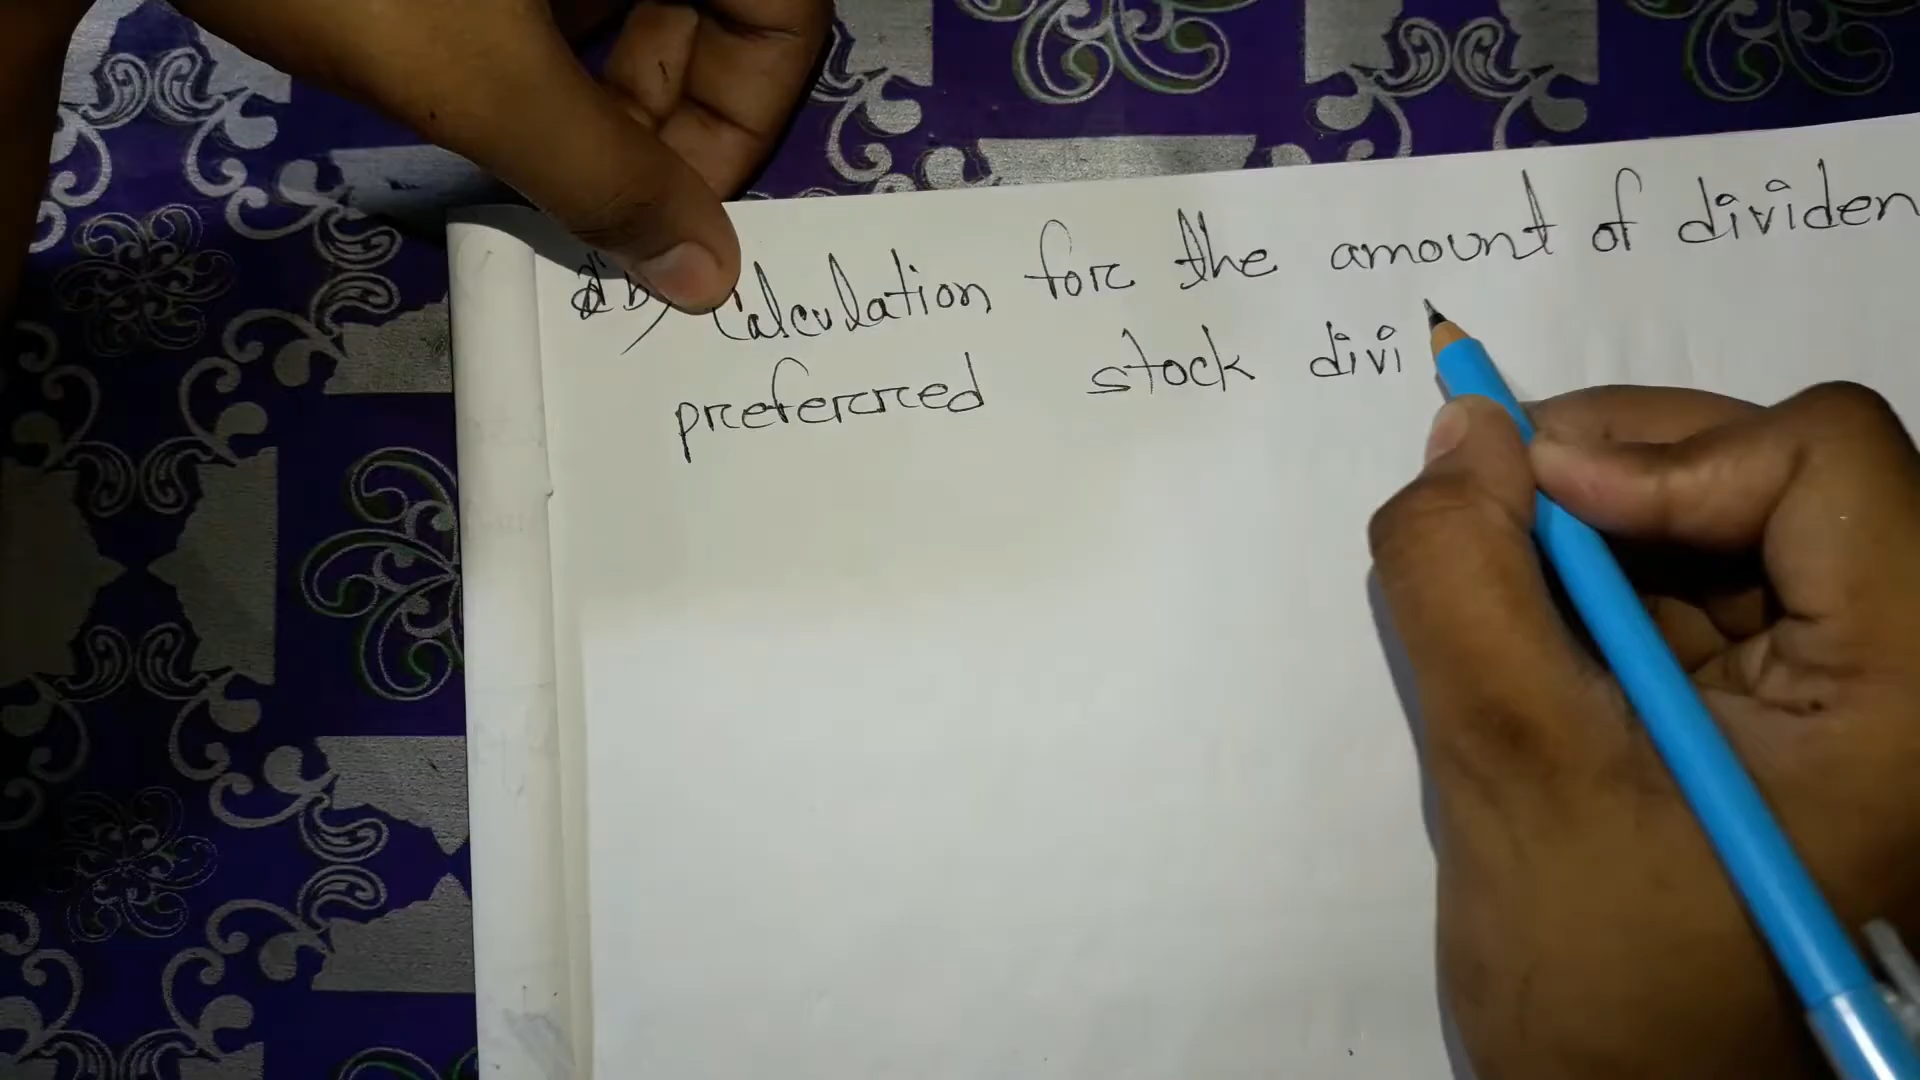 b) Calculation for the amount of dividen
preferred stock divi